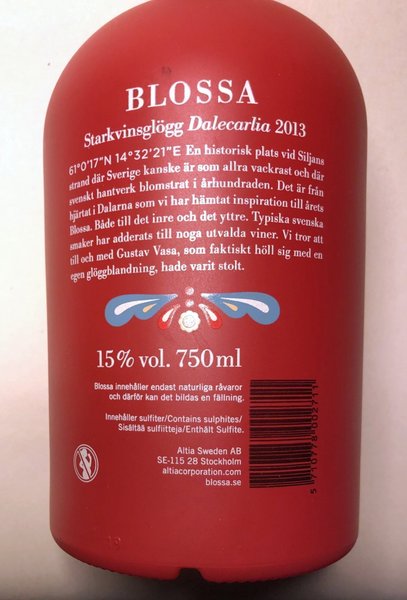 BLOSSA
Starkvinsglögg Dalecarlia 2013
61°0'17"N 14°32'21"E En historisk plats vid Siljans
strand där Sverige kanske är som allra vackrast och där
svenskt hantverk blomstrat i århundraden. Det är från
hjärtat i Dalarna som vi har hämtat inspiration till årets
Blossa. Både till det inre och det yttre. Typiska svenska
smaker har adderats till noga utvalda viner. Vi tror att
till och med Gustav Vasa, som faktiskt höll sig med en
egen glöggblandning, hade varit stolt.
15% vol. 750ml
Blossa innehåller endast naturliga råvaror
och därför kan det bildas en fällning.
Innehåller sulfiter/Contains sulphites/
Sisältää sulfiitteja/Enthält Sulfite.
Altia Sweden AB
SE-115 28 Stockholm
altiacorporation.com
blossa.se
5 710778 002711